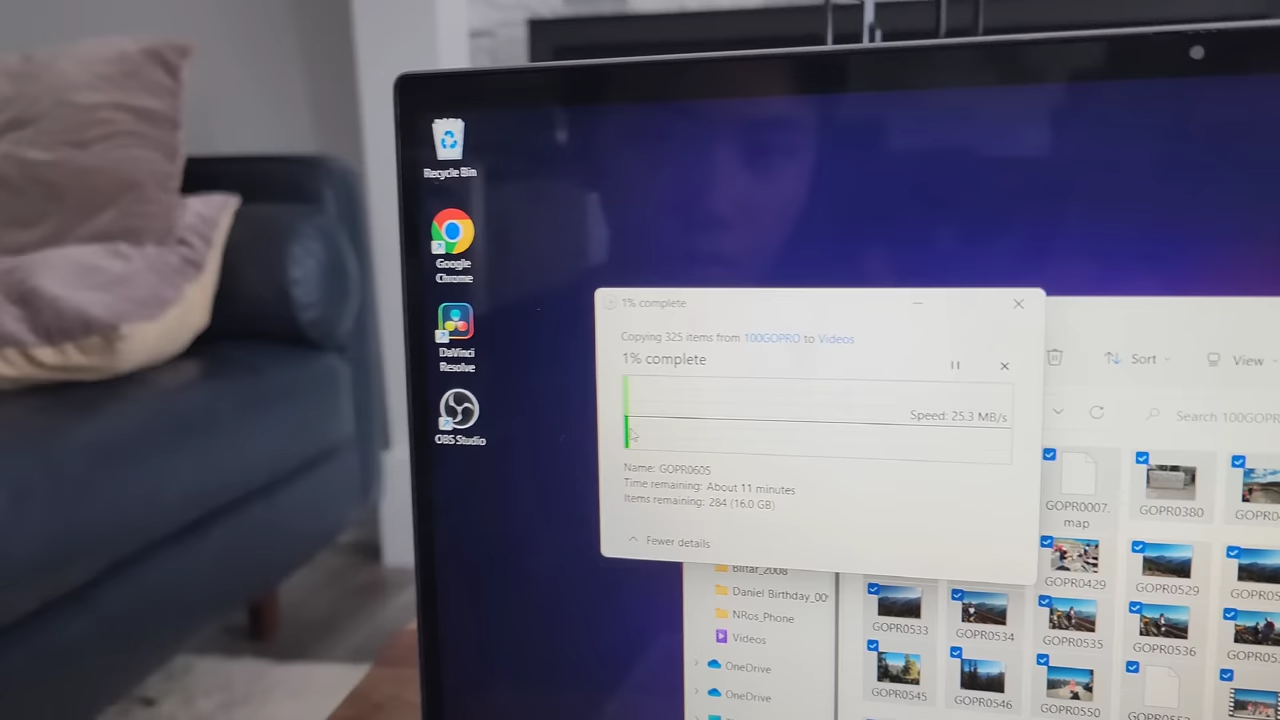 Recycle Bin
Google
Chrome
DaVinci
Resolve
OBS Studio
1% complete
Copying 325 items from 100GOPRO to Videos
1% complete
Speed: 25.3 MB/s
Name: GOPR0605
Time remaining: About 11 minutes
Items remaining: 284 (16.0 GB)
Fewer details
Sort
View
Search 100GOPR
GOPR0007.
map
GOPR0380
GOPR0429
GOPR0529
GOPR0533
GOPR0534
GOPR0535
GOPR0536
GOPR0545
GOPR0546
GOPR0550
Blitar_2008
Daniel Birthday_00
NRos_Phone
Videos
OneDrive
OneDrive